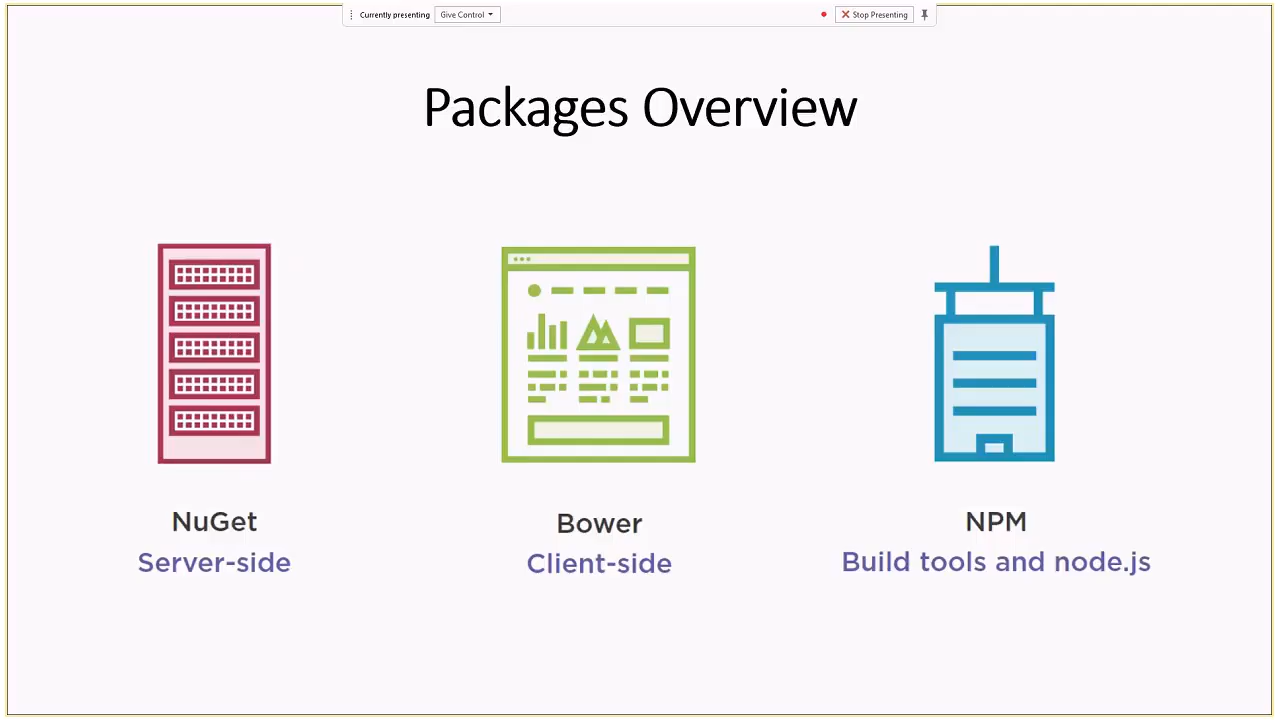 Currently presenting Give Control Stop Presenting
Packages Overview
NuGet Bower NPM
Server-side Client-side Build tools and node.js